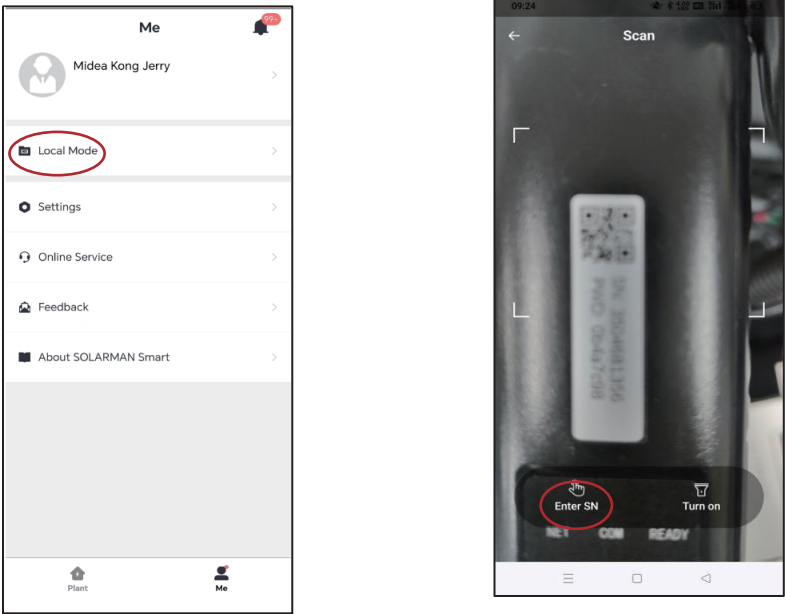 Me
99+
Midea Kong Jerry
Local Mode
Settings
Online Service
Feedback
About SOLARMAN Smart
Plant
Me
09:24
Scan
Enter SN
Turn on
NET COM READY